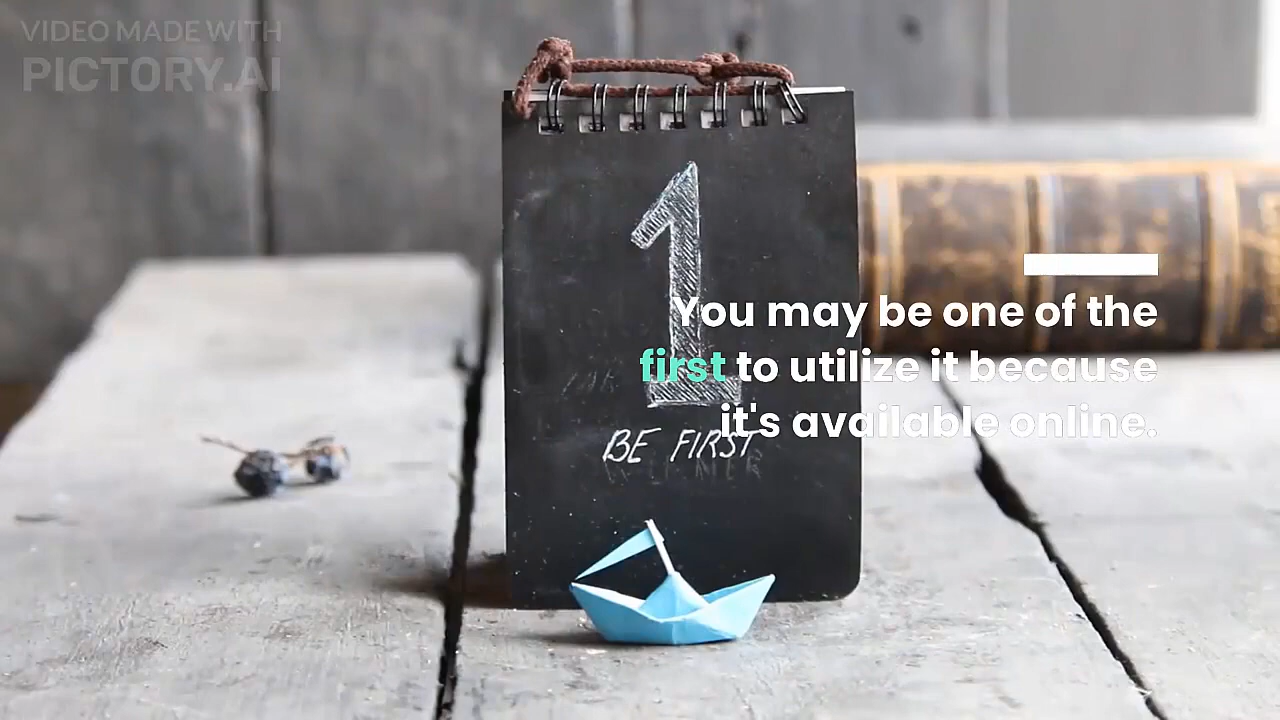 VIDEO MADE WITH
PICTORY.AI
1
You may be one of the
first to utilize it because
it's available online.
BE FIRST